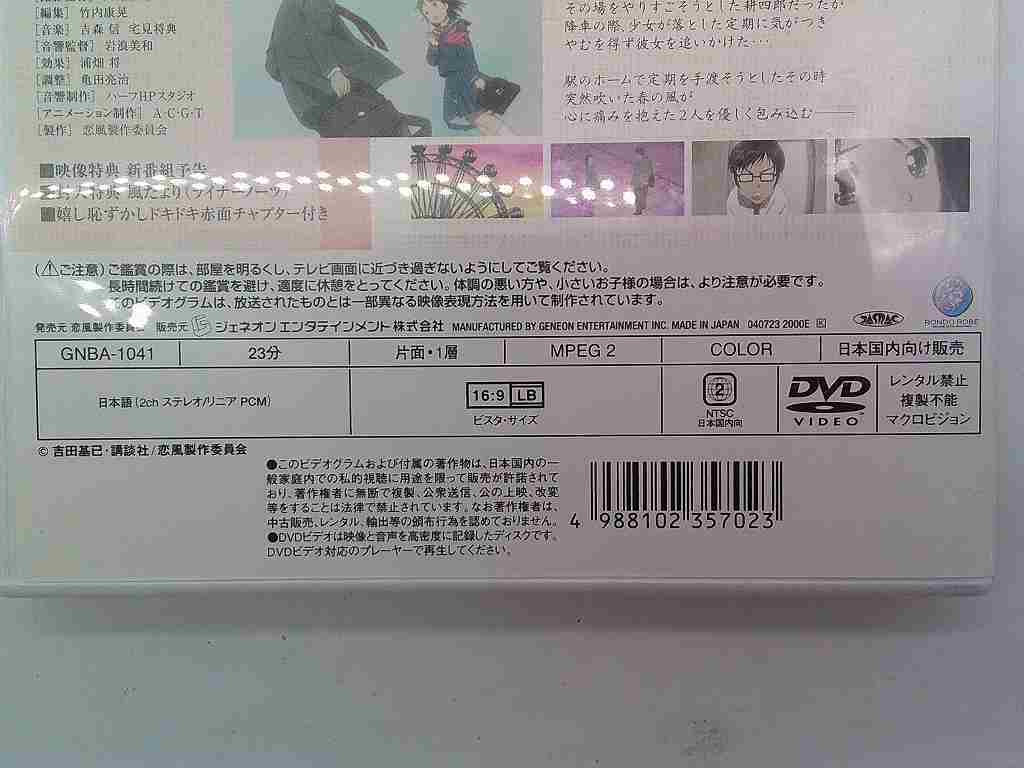 [編集] 竹内康晃
[音楽] 吉森 信 宅見将典
[音響監督] 岩浪美和
[効果] 浦畑 将
[調整] 亀田亮治
[音響制作] ハーフHPスタジオ
[アニメーション制作] A・C・G・T
[製作] 恋風製作委員会
その場をやりすごそうとした耕四郎だったが
降車の際、少女が落とした定期に気がつき
やむを得ず彼女を追いかけた…
駅のホームで定期を手渡そうとしたその時
突然吹いた春の風が
心に痛みを抱えた2人を優しく包み込む――
■映像特典 新番組予告
特典 風たより(ライナーノーツ)
■嬉し恥ずかしドキドキ赤面チャプター付き
(⚠ご注意)ご鑑賞の際は、部屋を明るくし、テレビ画面に近づき過ぎないようにしてご覧ください。
長時間続けての鑑賞を避け、適度に休憩をとってください。体調の悪い方や、小さいお子様の場合は、より注意が必要です。
このビデオグラムは、放送されたものとは一部異なる映像表現方法を用いて制作されています。
発売元 恋風製作委員会 販売元 ジェネオン エンタテインメント株式会社 MANUFACTURED BY GENEON ENTERTAINMENT INC. MADE IN JAPAN 040723 2000E K
JASRAC
RONDO ROBE
GNBA-1041 23分 片面・1層 MPEG 2 COLOR 日本国内向け販売
日本語(2ch ステレオ/リニア PCM)
16:9 LB
ビスタ・サイズ
2
NTSC
日本国内向
DVD
VIDEO
レンタル禁止
複製不能
マクロビジョン
© 吉田基已・講談社/恋風製作委員会
●このビデオグラムおよび付属の著作物は、日本国内の一
般家庭内での私的視聴に用途を限って販売が許諾されて
おり、著作権者に無断で複製、公衆送信、公の上映、改変
等をすることは法律で禁止されています。なお著作権者は、
中古販売、レンタル、輸出等の頒布行為を認めておりません。
●DVDビデオは映像と音声を高密度に記録したディスクです。
DVDビデオ対応のプレーヤーで再生してください。
4 988102 357023